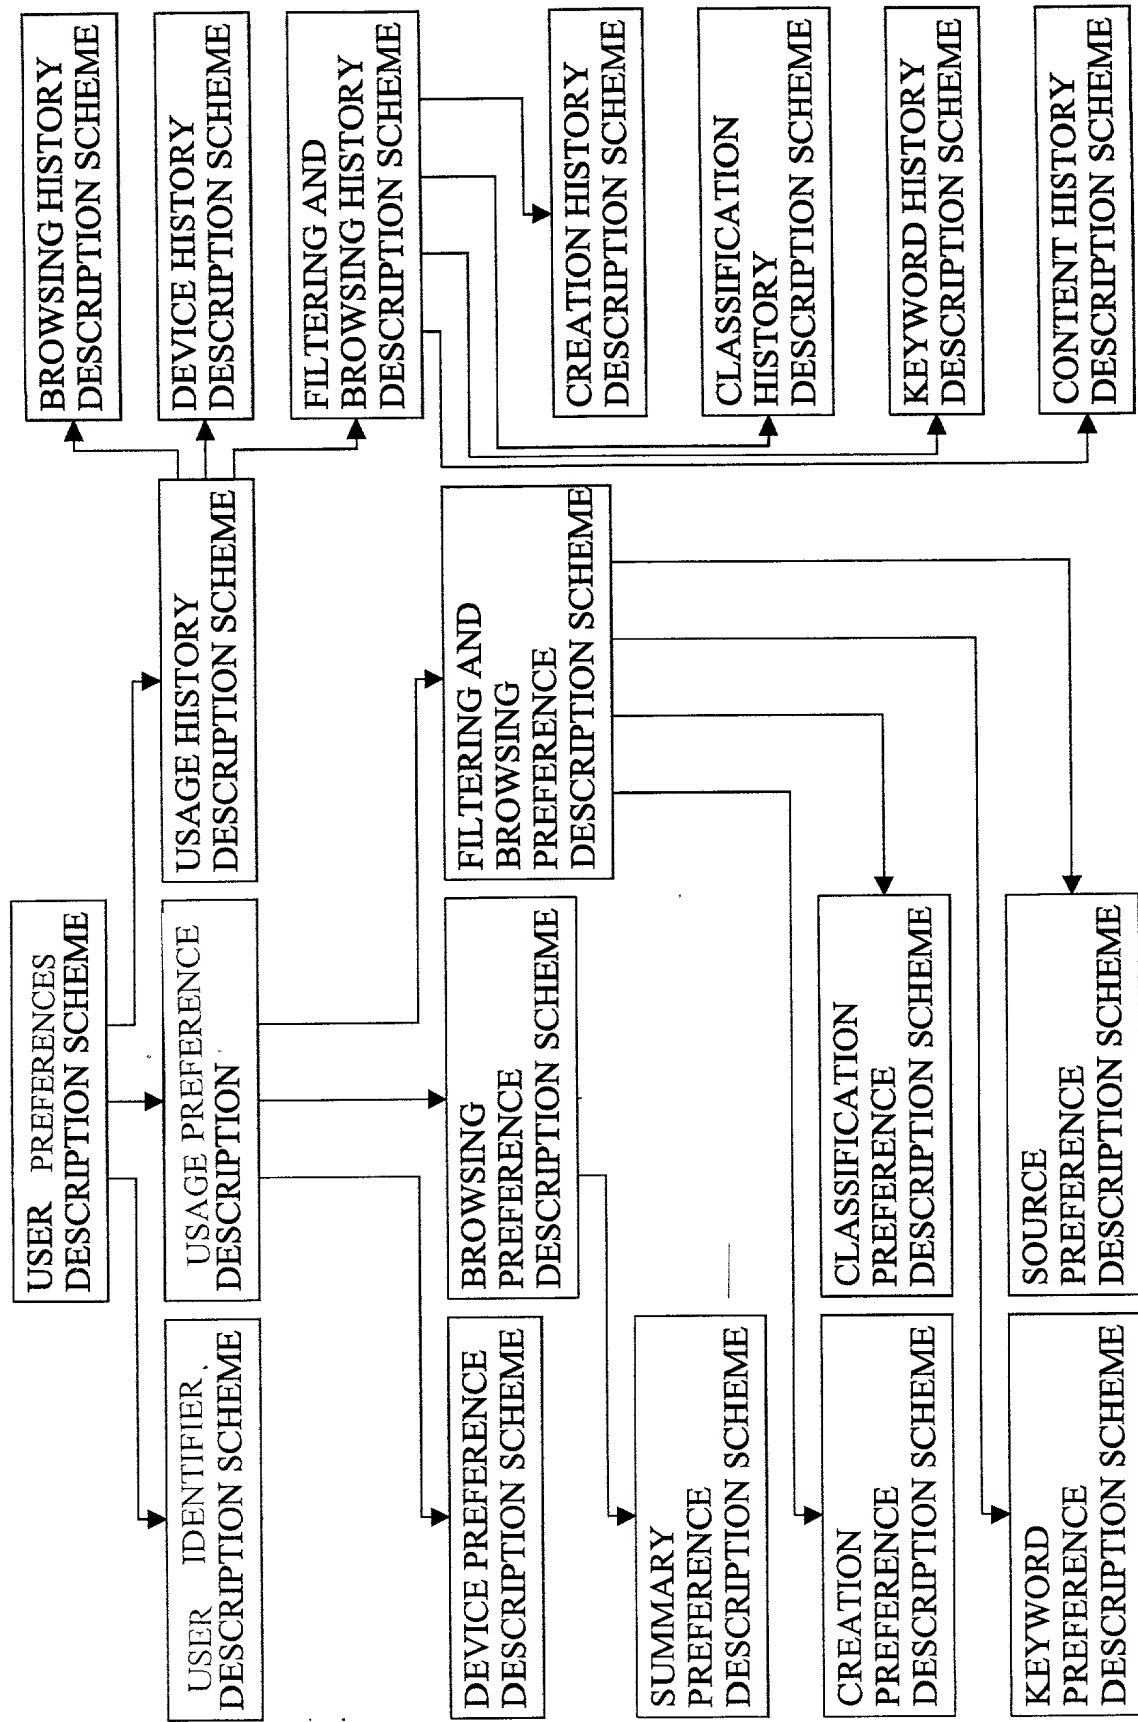 USER PREFERENCES
DESCRIPTION SCHEME
USER IDENTIFIER
DESCRIPTION SCHEME
USAGE PREFERENCE
DESCRIPTION
USAGE HISTORY
DESCRIPTION SCHEME
BROWSING HISTORY
DESCRIPTION SCHEME
DEVICE HISTORY
DESCRIPTION SCHEME
FILTERING AND
BROWSING HISTORY
DESCRIPTION SCHEME
DEVICE PREFERENCE
DESCRIPTION SCHEME
BROWSING
PREFERENCE
DESCRIPTION SCHEME
FILTERING AND
BROWSING
PREFERENCE
DESCRIPTION SCHEME
CREATION HISTORY
DESCRIPTION SCHEME
SUMMARY
PREFERENCE
DESCRIPTION SCHEME
CLASSIFICATION
HISTORY
DESCRIPTION SCHEME
CREATION
PREFERENCE
DESCRIPTION SCHEME
CLASSIFICATION
PREFERENCE
DESCRIPTION SCHEME
KEYWORD HISTORY
DESCRIPTION SCHEME
KEYWORD
PREFERENCE
DESCRIPTION SCHEME
SOURCE
PREFERENCE
DESCRIPTION SCHEME
CONTENT HISTORY
DESCRIPTION SCHEME